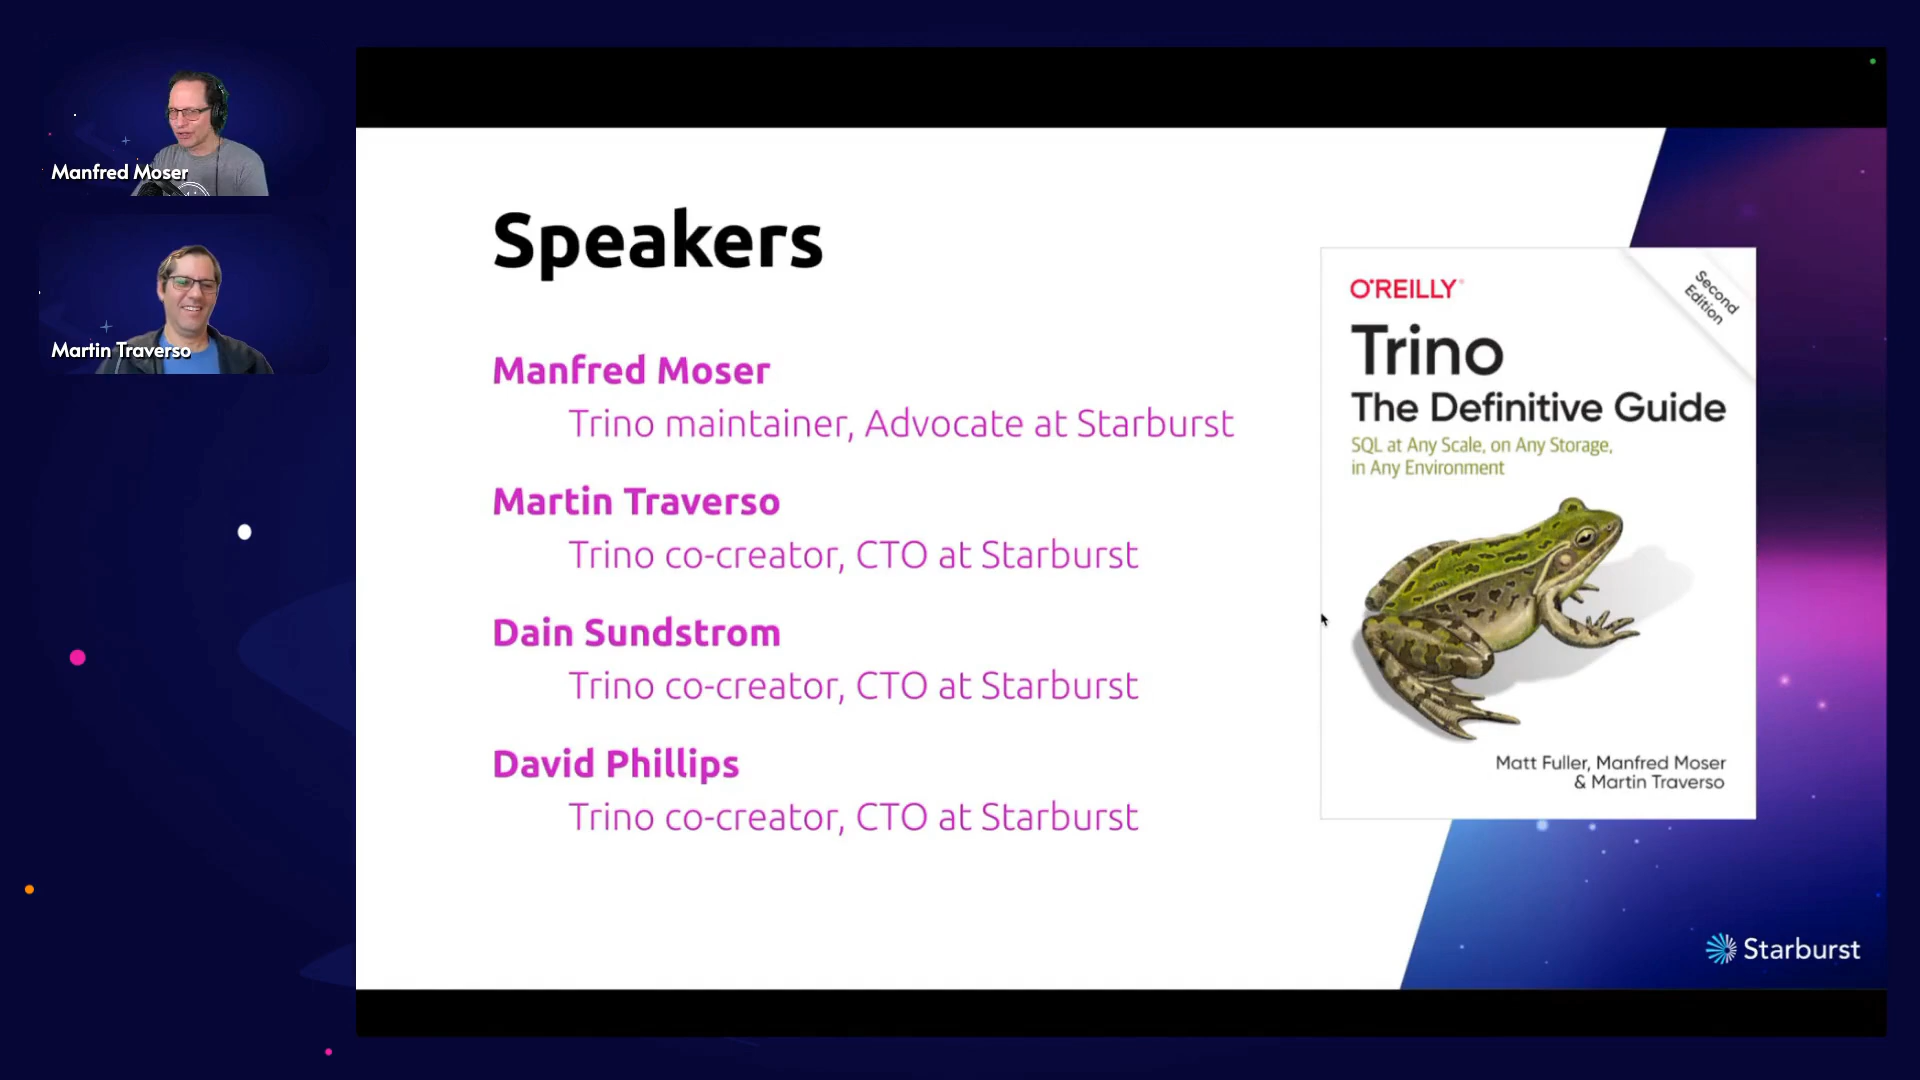 Manfred Moser
Martin Traverso
Speakers
Manfred Moser
Trino maintainer, Advocate at Starburst
Martin Traverso
Trino co-creator, CTO at Starburst
Dain Sundstrom
Trino co-creator, CTO at Starburst
David Phillips
Trino co-creator, CTO at Starburst
O'REILLY®
Second
Edition
Trino
The Definitive Guide
SQL at Any Scale, on Any Storage,
in Any Environment
Matt Fuller, Manfred Moser
& Martin Traverso
Starburst